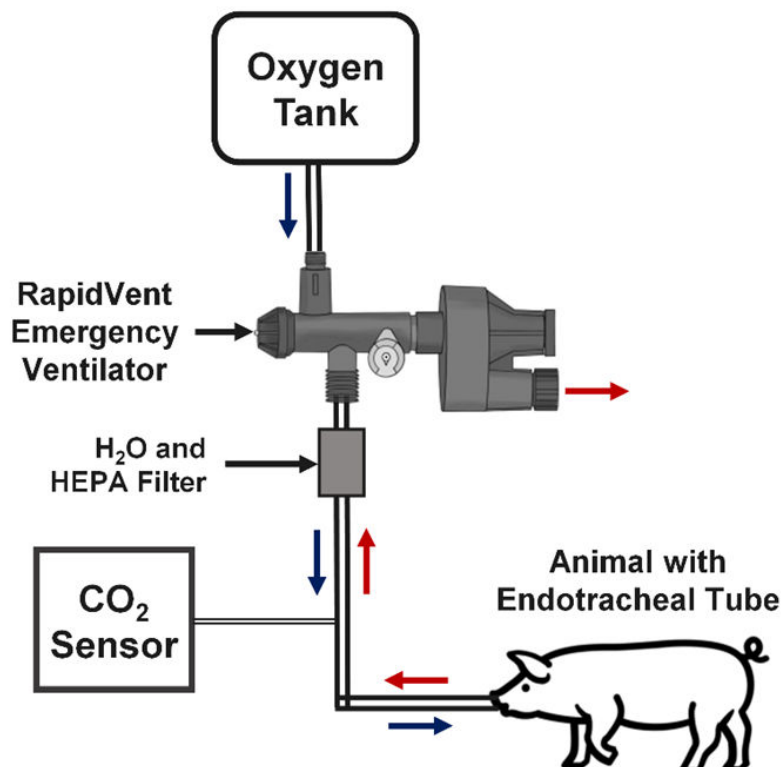 Oxygen
Tank
RapidVent
Emergency
Ventilator
H₂O and
HEPA Filter
CO₂
Sensor
Animal with
Endotracheal Tube